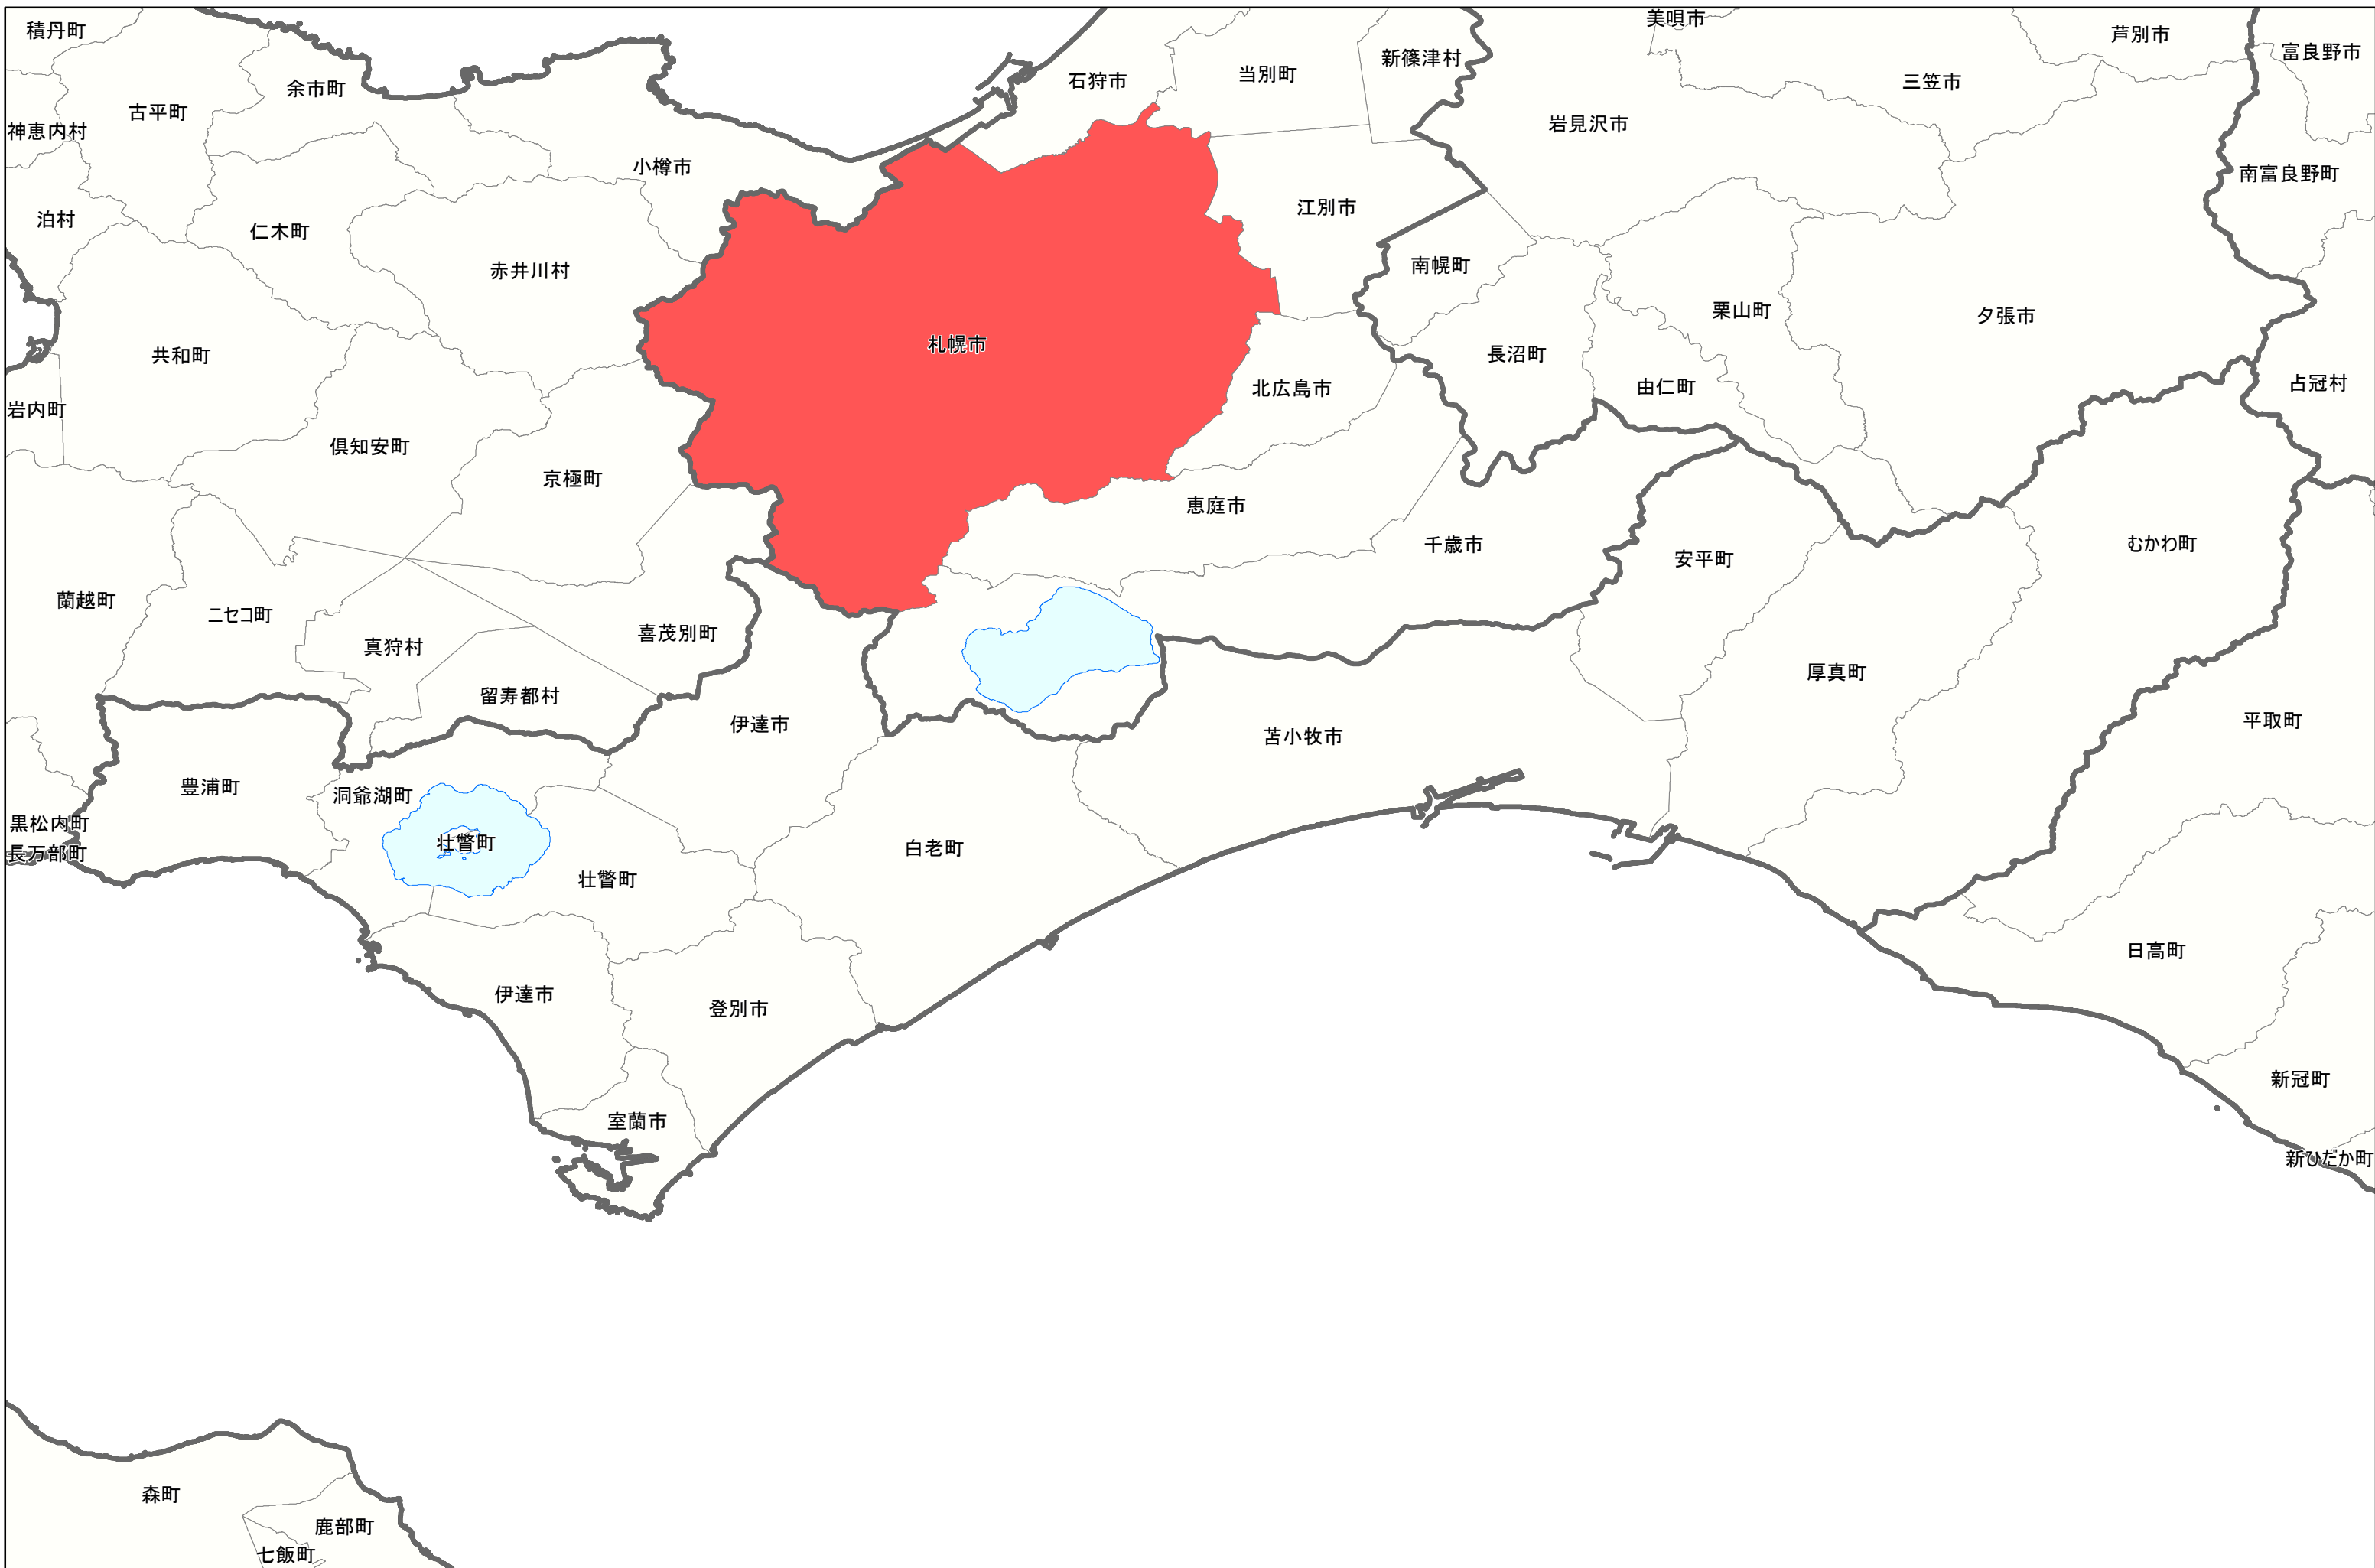 積丹町
美唄市
芦別市
富良野市
新篠津村
当別町
石狩市
三笠市
余市町
古平町
岩見沢市
神恵内村
小樽市
南富良野町
江別市
泊村
仁木町
南幌町
赤井川村
栗山町
夕張市
札幌市
長沼町
共和町
占冠村
由仁町
北広島市
岩内町
倶知安町
京極町
恵庭市
千歳市
むかわ町
安平町
蘭越町
ニセコ町
喜茂別町
真狩村
厚真町
留寿都村
平取町
伊達市
苫小牧市
豊浦町
洞爺湖町
黒松内町
壮瞥町
白老町
長万部町
壮瞥町
日高町
伊達市
登別市
新冠町
室蘭市
新ひだか町
森町
鹿部町
七飯町